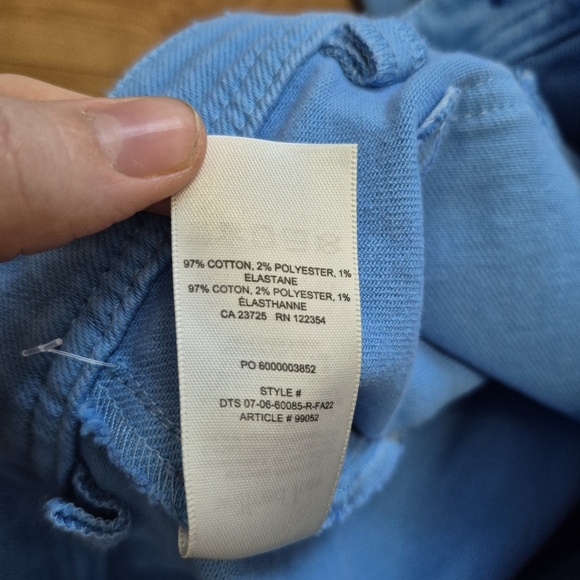 97% COTTON, 2% POLYESTER, 1%
ELASTANE
97% COTON, 2% POLYESTER, 1%
ÉLASTHANNE
CA 23725 RN 122354
PO 6000003852
STYLE #
DTS 07-06-60085-R-FA22
ARTICLE # 99052